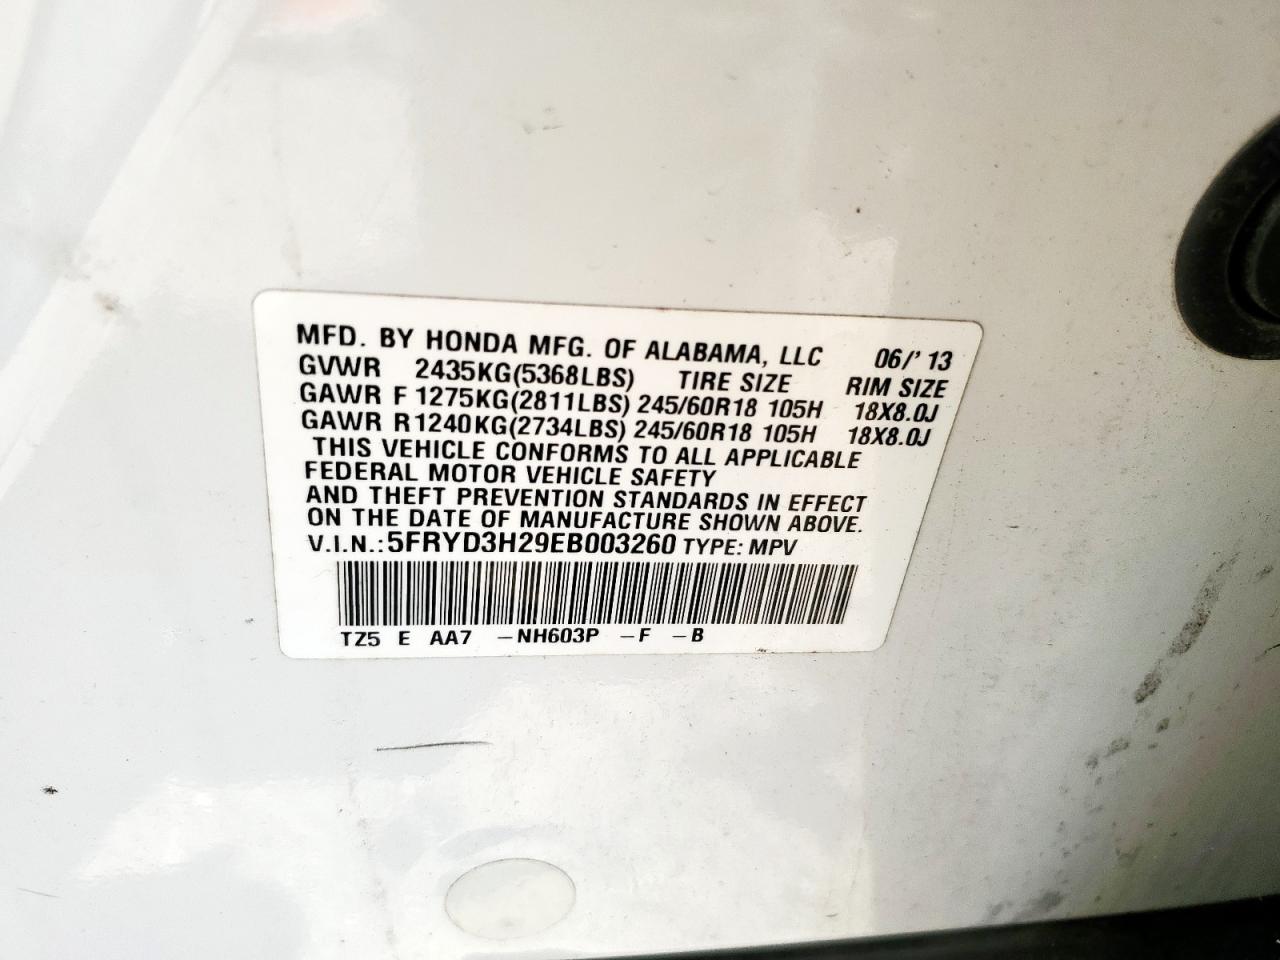 MFD. BY HONDA MFG. OF ALABAMA, LLC 06/' 13
GVWR 2435KG(5368LBS) TIRE SIZE RIM SIZE
GAWR F 1275KG(2811LBS) 245/60R18 105H 18X8.0J
GAWR R 1240KG(2734LBS) 245/60R18 105H 18X8.0J
THIS VEHICLE CONFORMS TO ALL APPLICABLE
FEDERAL MOTOR VEHICLE SAFETY
AND THEFT PREVENTION STANDARDS IN EFFECT
ON THE DATE OF MANUFACTURE SHOWN ABOVE.
V.I.N.:5FRYD3H29EB003260 TYPE: MPV
TZ5 E AA7 -NH603P -F -B